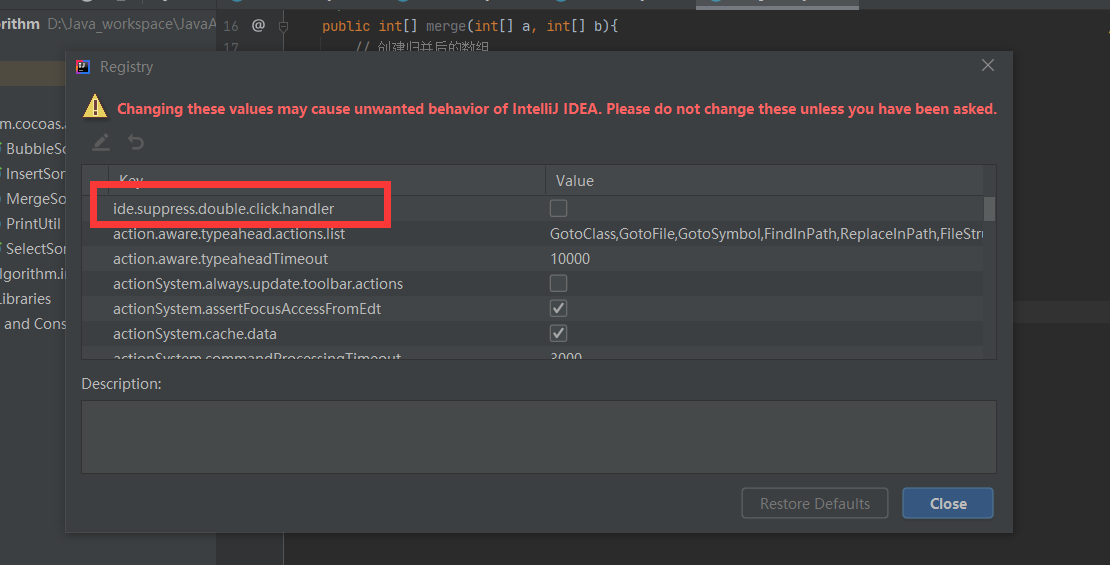 erithm D:\Java_workspace\JavaA
16 @ public int[] merge(int[] a, int[] b){
17 // 创建归并后的数组
Registry
Changing these values may cause unwanted behavior of IntelliJ IDEA. Please do not change these unless you have been asked.
Key Value
ide.suppress.double.click.handler
action.aware.typeahead.actions.list GotoClass,GotoFile,GotoSymbol,FindInPath,ReplaceInPath,FileStru
action.aware.typeaheadTimeout 10000
actionSystem.always.update.toolbar.actions
actionSystem.assertFocusAccessFromEdt
actionSystem.cache.data
actionSystem.commandProcessingTimeout 3000
m.cocoas.a
BubbleSo
InsertSor
MergeSo
PrintUtil
SelectSor
lgorithm.in
Libraries
and Cons
Description:
Restore Defaults
Close